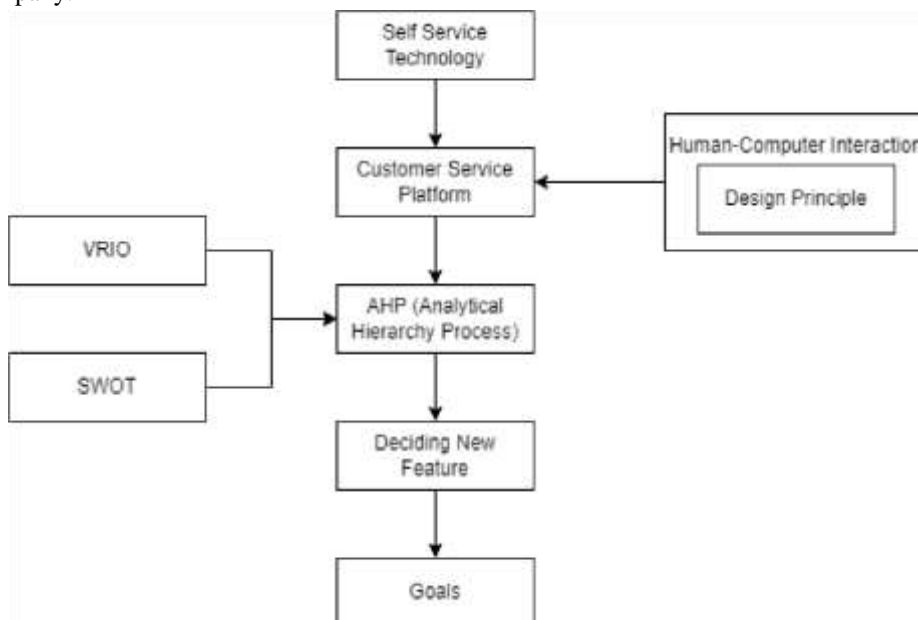 Self Service
Technology
Human-Computer Interaction
Customer Service
Platform
Design Principle
VRIO
AHP (Analytical
Hierarchy Process)
SWOT
Deciding New
Feature
Goals